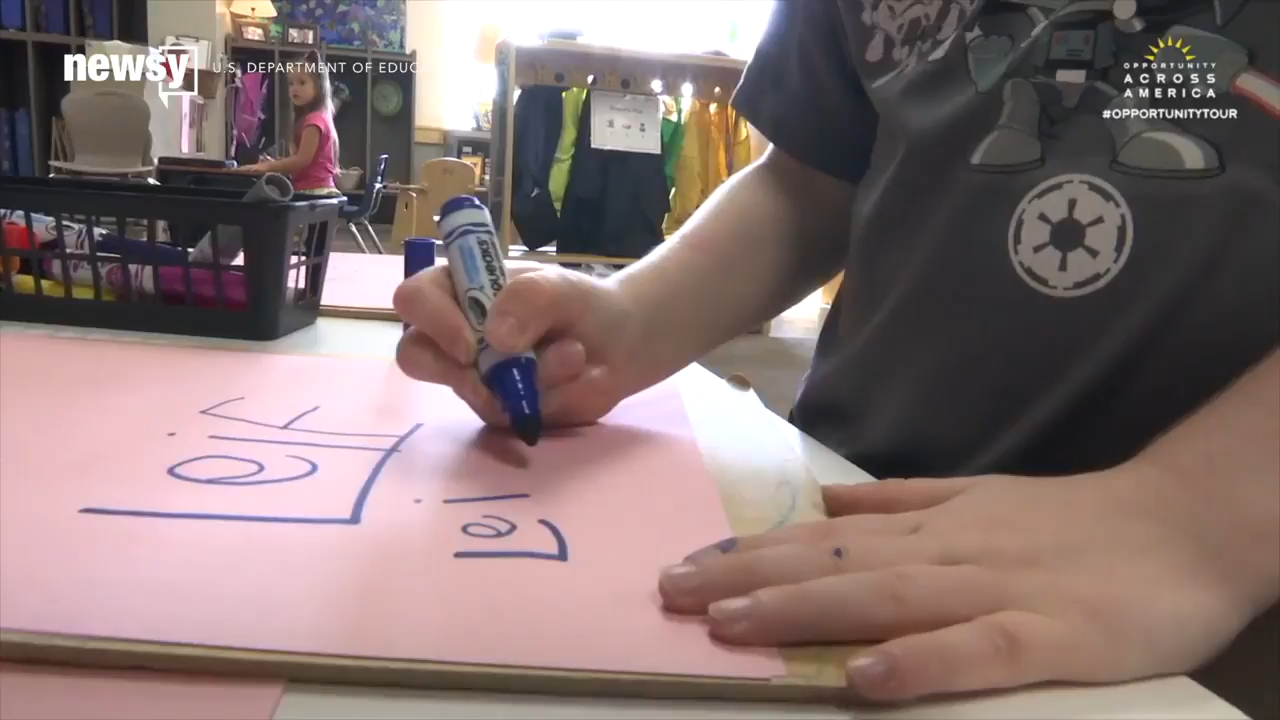 newsy
U.S. DEPARTMENT OF EDUC
OPPORTUNITY
ACROSS
AMERICA
#OPPORTUNITYTOUR
Leif
Lei